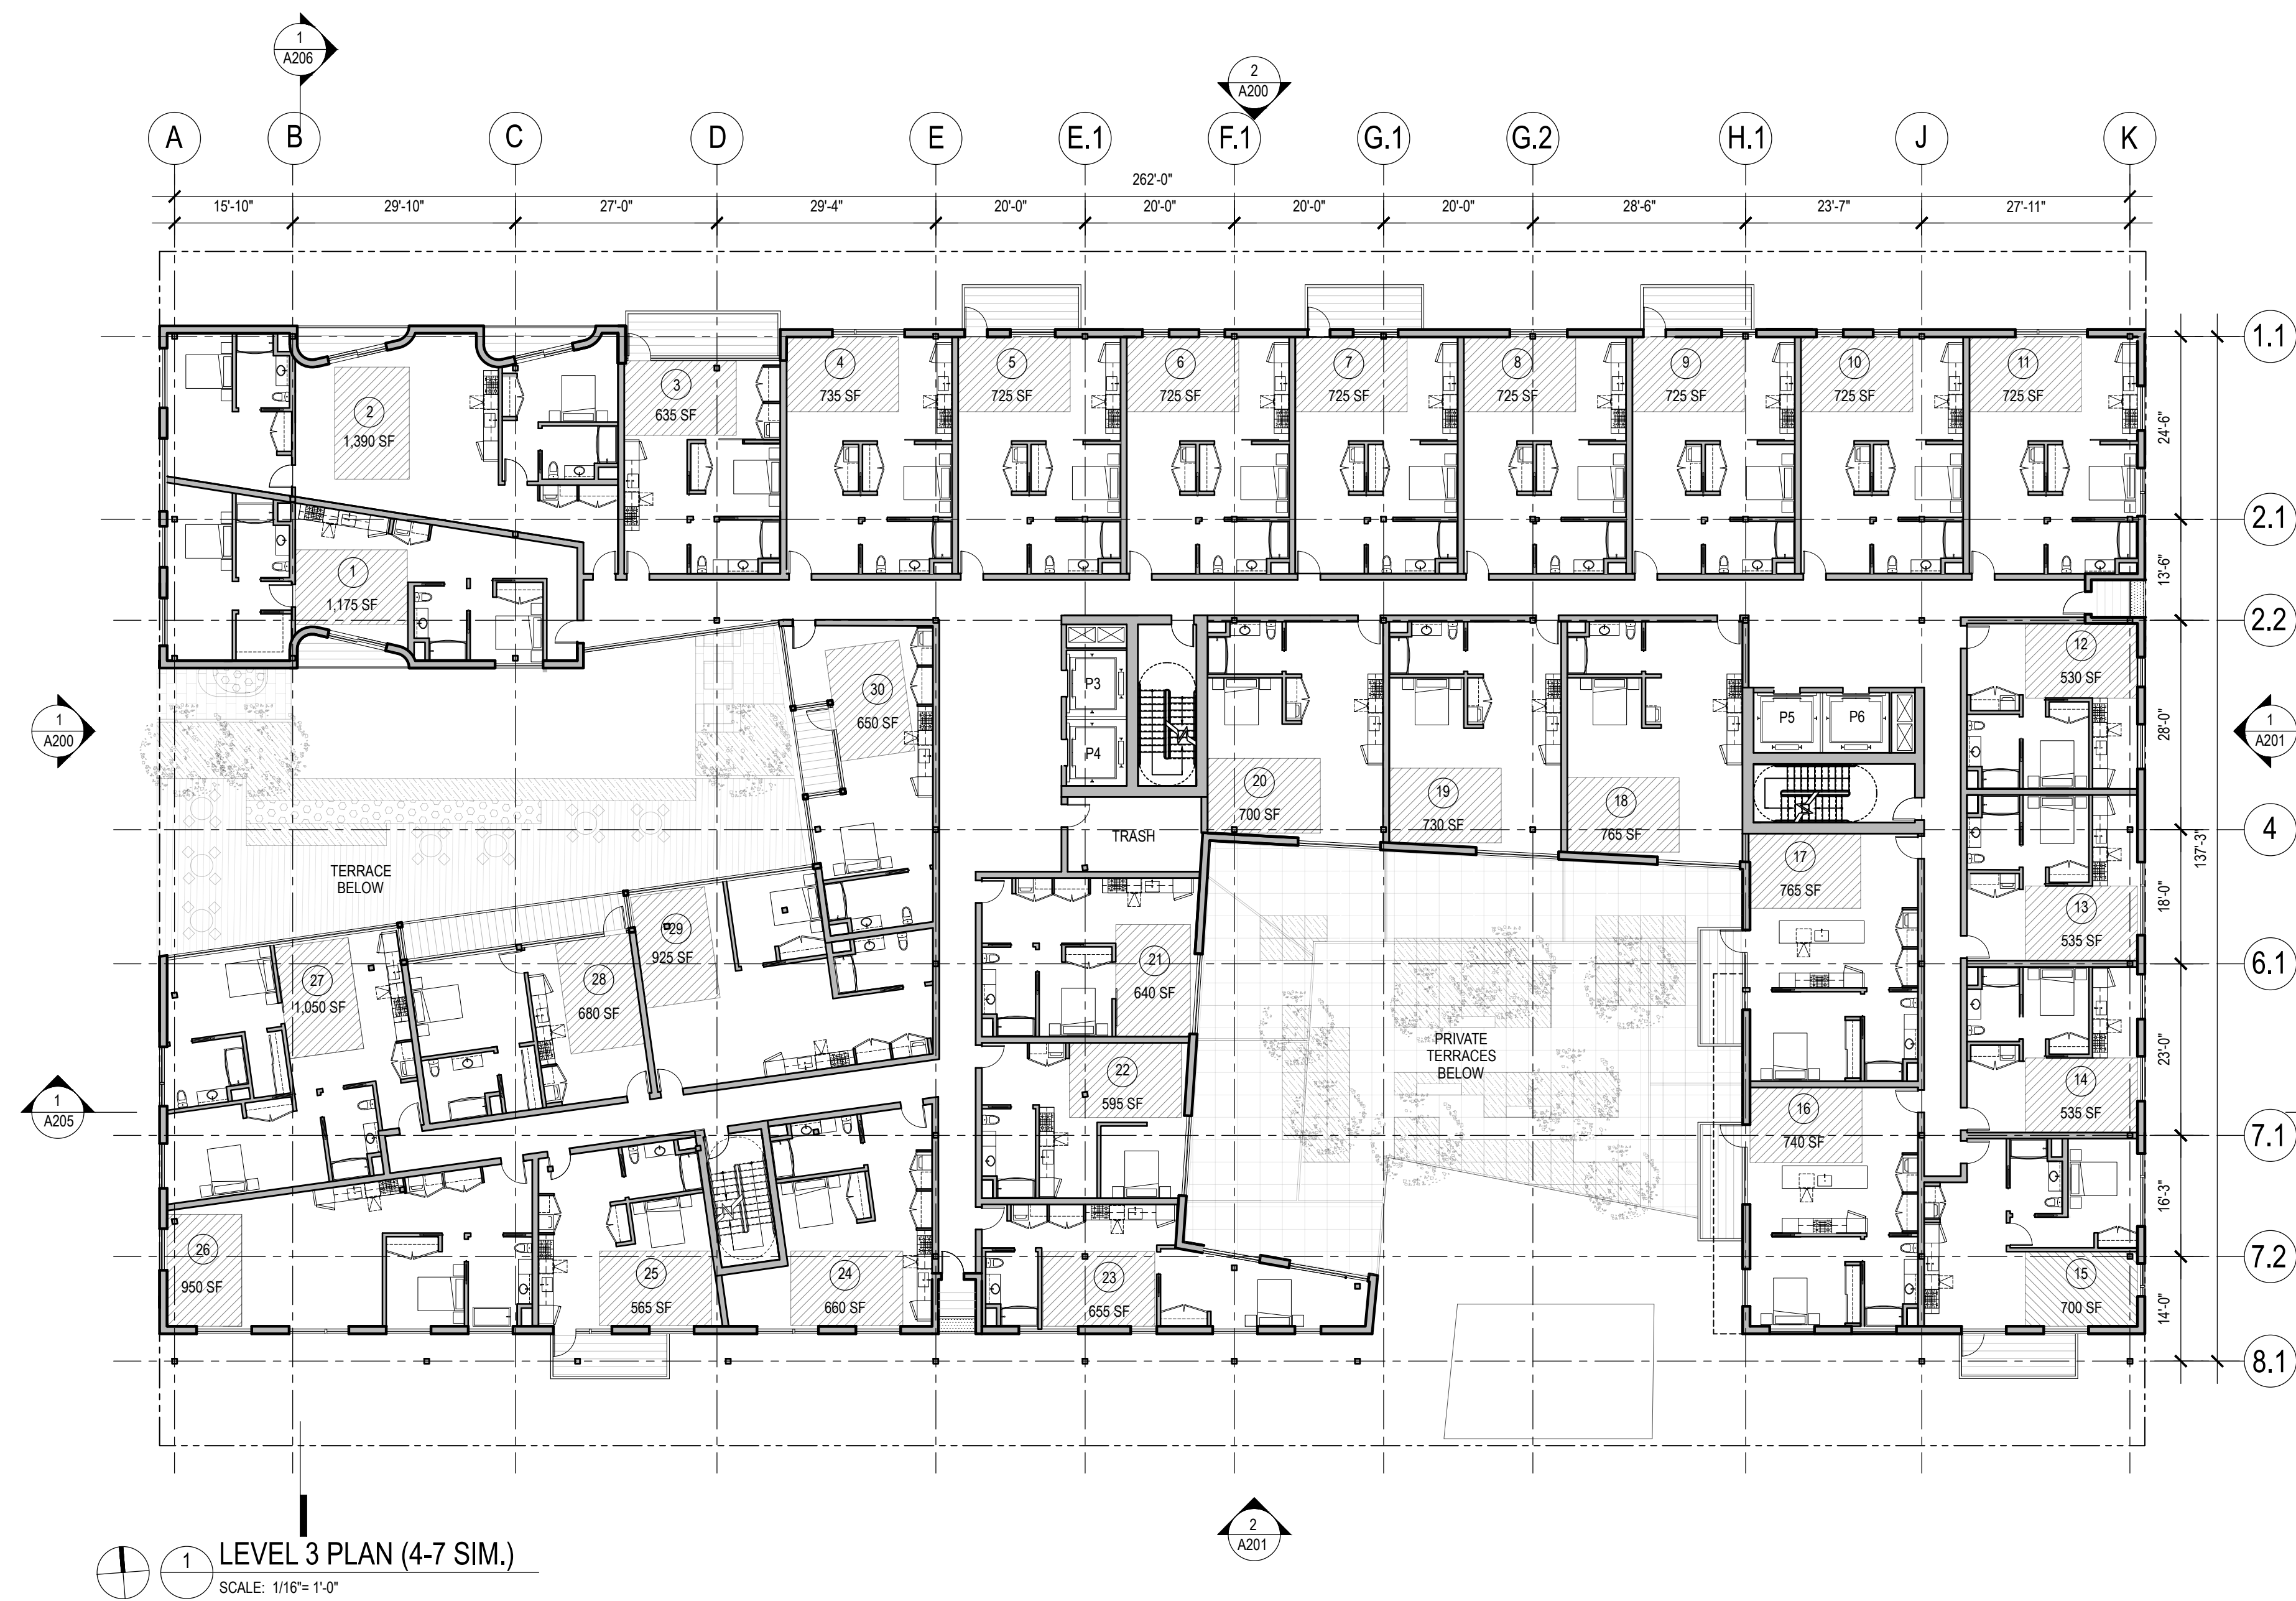 1
A206
2
A200
A
B
C
D
E
E.1
F.1
G.1
G.2
H.1
J
K
262'-0"
15'-10"
29'-10"
27'-0"
29'-4"
20'-0"
20'-0"
20'-0"
20'-0"
28'-6"
23'-7"
27'-11"
1.1
2.1
2.2
4
6.1
7.1
7.2
8.1
24'-6"
13'-6"
28'-0"
18'-0"
23'-0"
16'-3"
14'-0"
137'-3"
2
1,390 SF
3
635 SF
4
735 SF
5
725 SF
6
725 SF
7
725 SF
8
725 SF
9
725 SF
10
725 SF
11
725 SF
1
1,175 SF
12
530 SF
30
650 SF
P3
P4
P5
P6
1
A200
1
A201
20
700 SF
19
730 SF
18
765 SF
TRASH
TERRACE
BELOW
17
765 SF
13
535 SF
29
925 SF
27
1,050 SF
28
680 SF
21
640 SF
PRIVATE
TERRACES
BELOW
22
595 SF
14
535 SF
16
740 SF
1
A205
26
950 SF
25
565 SF
24
660 SF
23
655 SF
15
700 SF
2
A201
1
LEVEL 3 PLAN (4-7 SIM.)
SCALE: 1/16"= 1'-0"